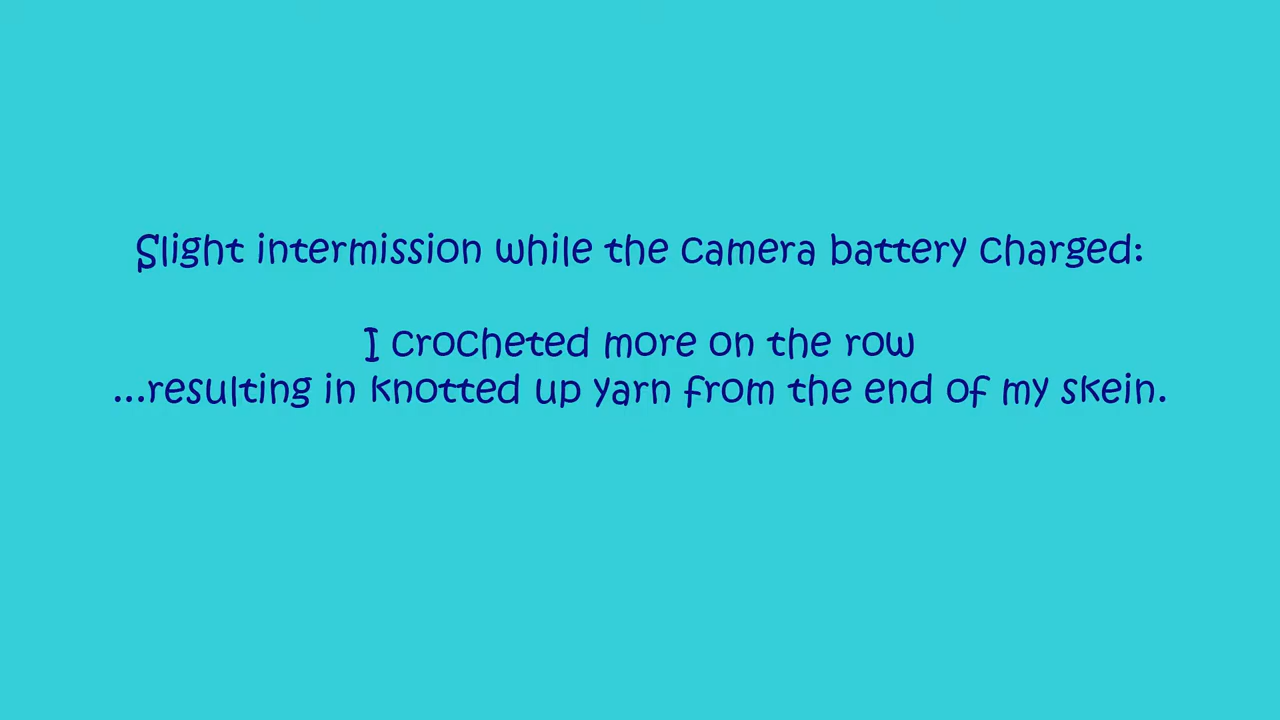 Slight intermission while the camera battery charged:
I crocheted more on the row
...resulting in knotted up yarn from the end of my skein.